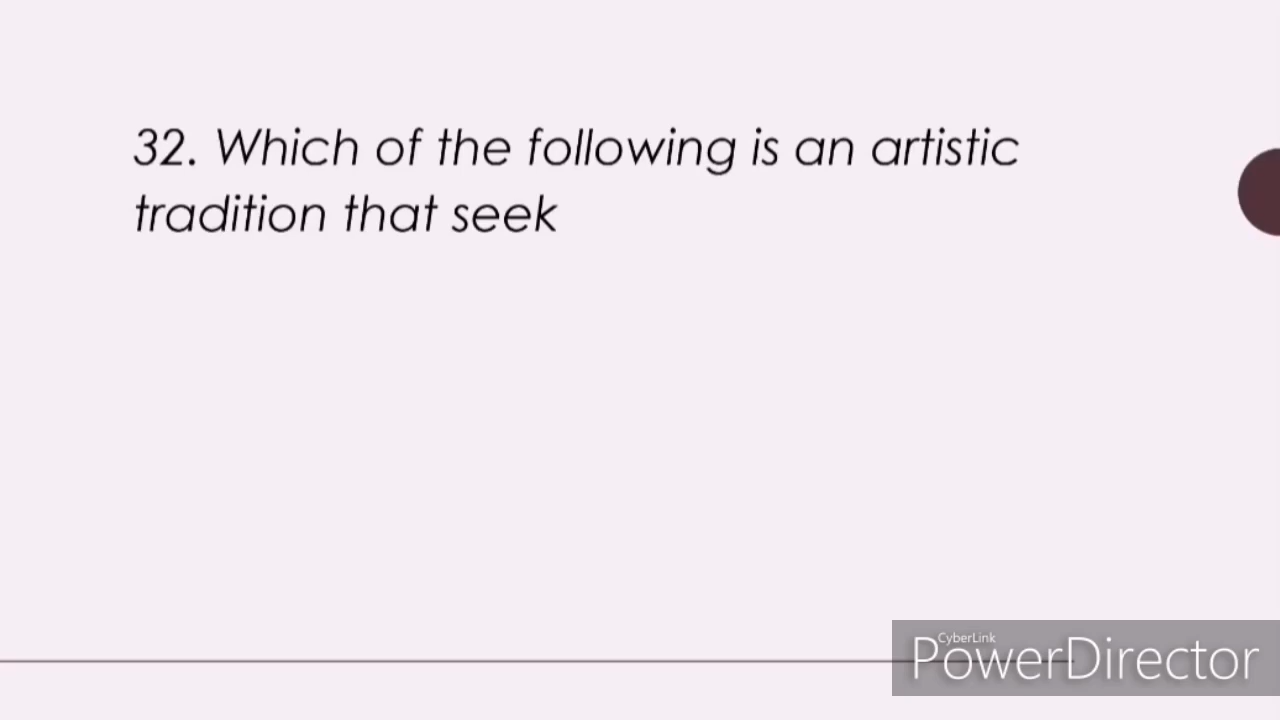 32. Which of the following is an artistic
tradition that seek
CyberLink
PowerDirector